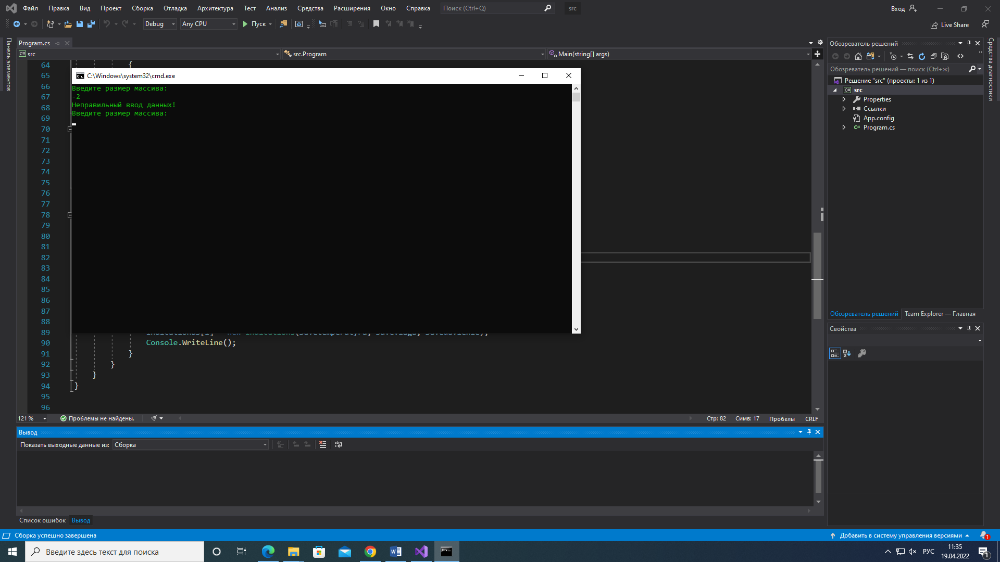 Файл Правка Вид Проект Сборка Отладка Архитектура Тест Анализ Средства Расширения Окно Справка Поиск (Ctrl+Q) src Вход
Debug Any CPU Пуск Live Share
Панель элементов
Program.cs
src src.Program Main(string[] args)
64 {
65
66
67
68
69
70
71
72
73
74
75
76
77
78
79
80
81
82
83
84
85
86
87
88
89
90 Console.WriteLine();
91 }
92 }
93 }
94 }
95
96
C:\Windows\system32\cmd.exe
Введите размер массива:
-2
Неправильный ввод данных!
Введите размер массива:
121 % Проблемы не найдены. Стр: 82 Симв: 17 Пробелы CRLF
Вывод
Показать выходные данные из: Сборка
Список ошибок Вывод
Обозреватель решений
Обозреватель решений — поиск (Ctrl+ж)
Решение "src" (проекты: 1 из 1)
C# src
Properties
Ссылки
App.config
C# Program.cs
Обозреватель решений Team Explorer — Главная
Свойства
Средства диагностики
Сборка успешно завершена Добавить в систему управления версиями 1
Введите здесь текст для поиска
РУС 11:35
19.04.2022 1